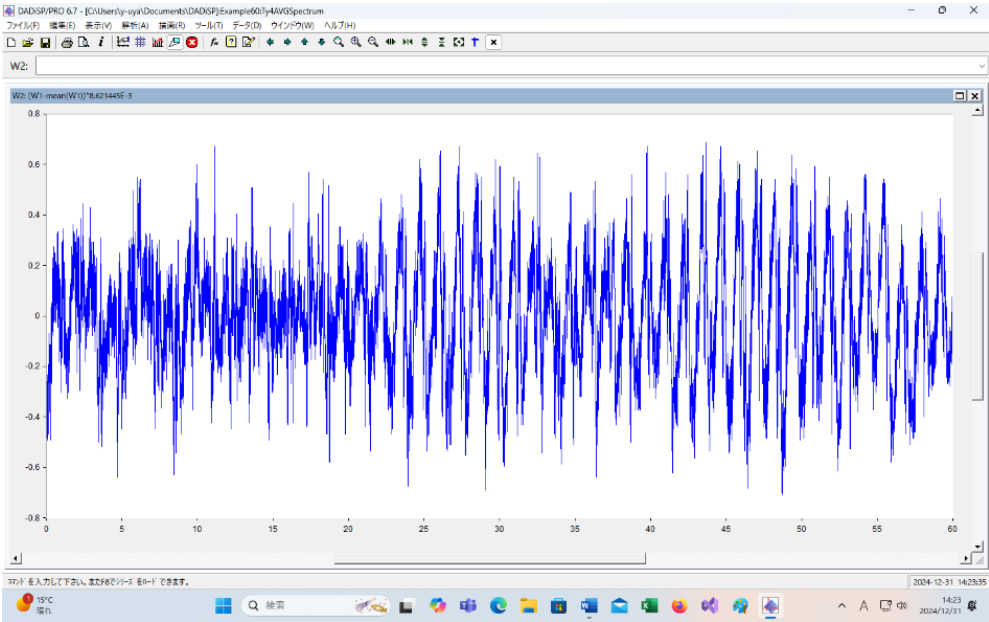 DADiSP/PRO 6.7 - [C:\Users\y-uya\Documents\DADiSP]:Example60:Ty4AVGSpectrum
ファイル(F) 編集(E) 表示(V) 解析(A) 描画(R) ツール(T) データ(D) ウインドウ(W) ヘルプ(H)
W2:
W2: (W1-mean(W1))*8.621445E-3
0.8
0.6
0.4
0.2
0
-0.2
-0.4
-0.6
-0.8
0 5 10 15 20 25 30 35 40 45 50 55 60
コマンド を入力して下さい。またF8でシリーズ をロード できます。
2024-12-31 14:23:35
1
15°C
晴れ
検索
A
14:23
2024/12/31